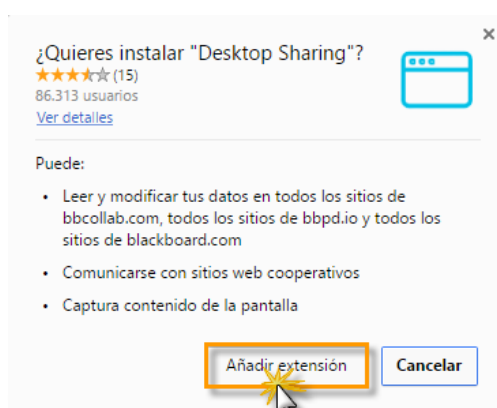 ¿Quieres instalar "Desktop Sharing"?
(15)
86.313 usuarios
Ver detalles
Puede:
• Leer y modificar tus datos en todos los sitios de
bbcollab.com, todos los sitios de bbpd.io y todos los
sitios de blackboard.com
• Comunicarse con sitios web cooperativos
• Captura contenido de la pantalla
Añadir extensión Cancelar